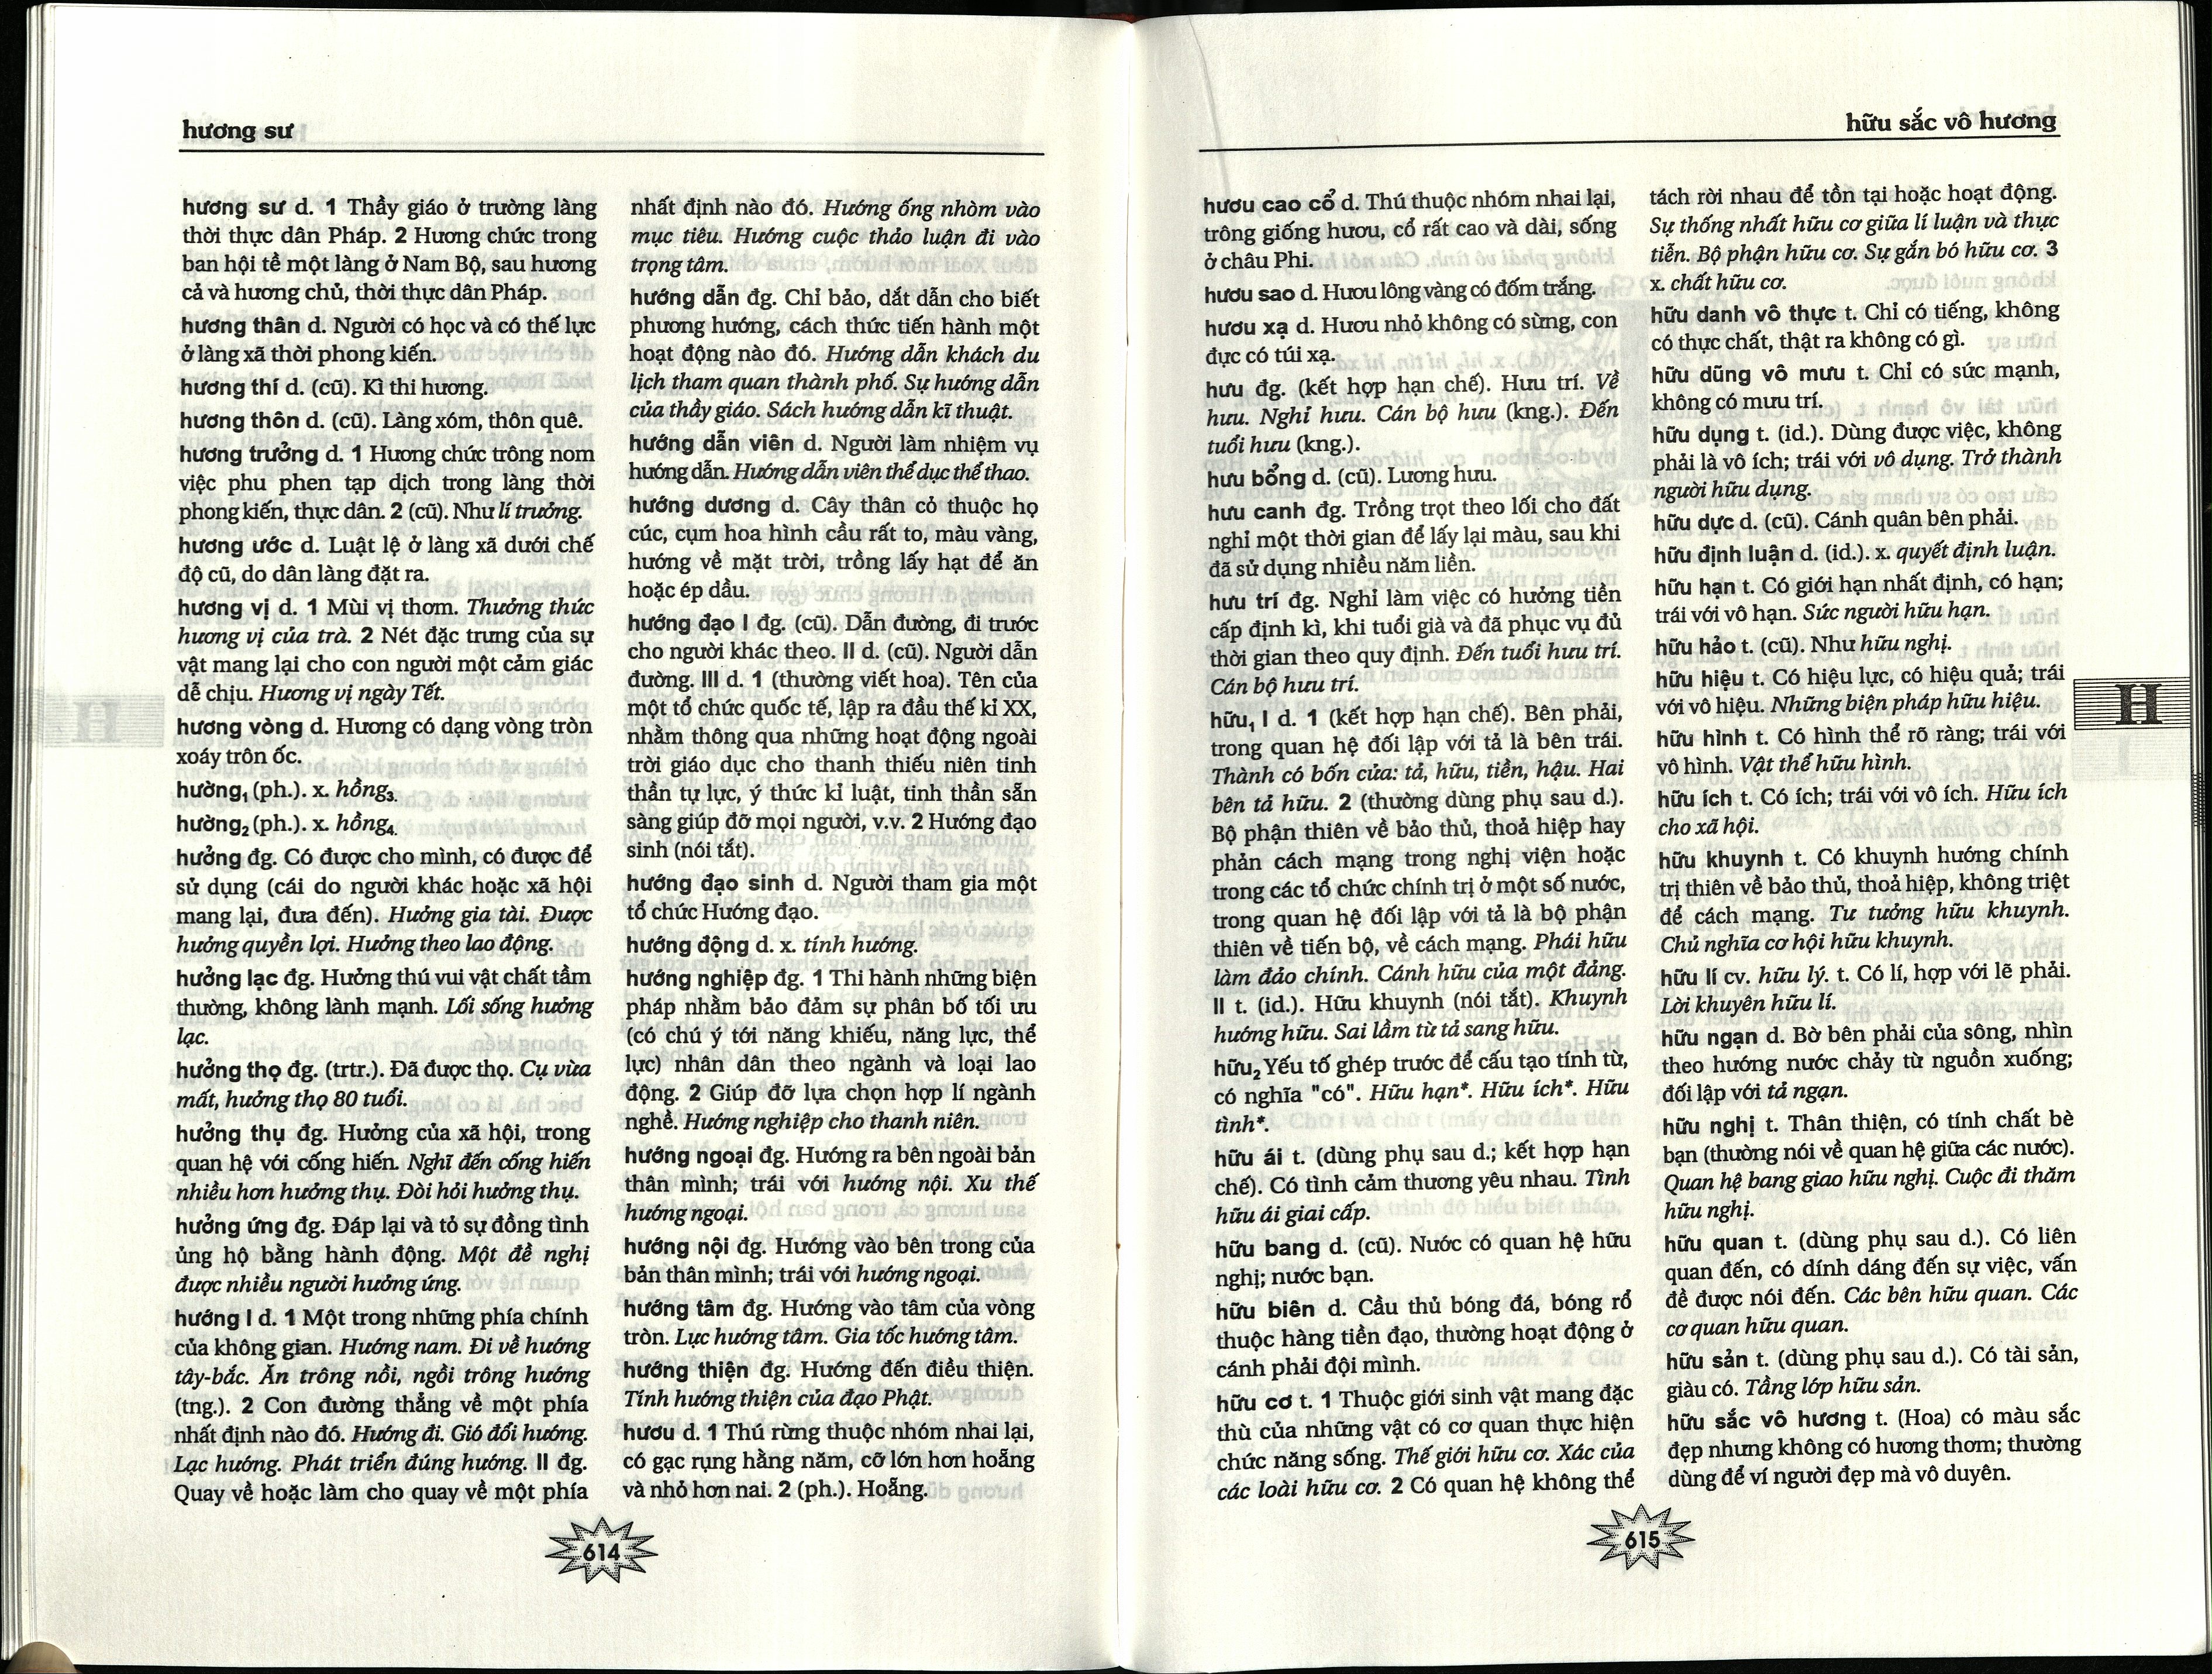 hương sư
hương sư d. 1 Thầy giáo ở trường làng
thời thực dân Pháp. 2 Hương chức trong
ban hội tề một làng ở Nam Bộ, sau hương
cả và hương chủ, thời thực dân Pháp.
hương thân d. Người có học và có thế lực
ở làng xã thời phong kiến.
hương thí d. (cũ). Kì thi hương.
hương thôn d. (cũ). Làng xóm, thôn quê.
hương trưởng d. 1 Hương chức trông nom
việc phu phen tạp dịch trong làng thời
phong kiến, thực dân. 2 (cũ). Như lí trưởng.
hương ước d. Luật lệ ở làng xã dưới chế
độ cũ, do dân làng đặt ra.
hương vị d. 1 Mùi vị thơm. Thưởng thức
hương vị của trà. 2 Nét đặc trưng của sự
vật mang lại cho con người một cảm giác
dễ chịu. Hương vị ngày Tết.
hương vòng d. Hương có dạng vòng tròn
xoáy trôn ốc.
hường₁ (ph.). x. hồng₃.
hường₂ (ph.). x. hồng₄.
hưởng đg. Có được cho mình, có được để
sử dụng (cái do người khác hoặc xã hội
mang lại, đưa đến). Hưởng gia tài. Được
hưởng quyền lợi. Hưởng theo lao động.
hưởng lạc đg. Hưởng thú vui vật chất tầm
thường, không lành mạnh. Lối sống hưởng
lạc.
hưởng thọ đg. (trtr.). Đã được thọ. Cụ vừa
mất, hưởng thọ 80 tuổi.
hưởng thụ đg. Hưởng của xã hội, trong
quan hệ với cống hiến. Nghĩ đến cống hiến
nhiều hơn hưởng thụ. Đòi hỏi hưởng thụ.
hưởng ứng đg. Đáp lại và tỏ sự đồng tình
ủng hộ bằng hành động. Một đề nghị
được nhiều người hưởng ứng.
hướng I d. 1 Một trong những phía chính
của không gian. Hướng nam. Đi về hướng
tây-bắc. Ăn trông nồi, ngồi trông hướng
(tng.). 2 Con đường thẳng về một phía
nhất định nào đó. Hướng đi. Gió đổi hướng.
Lạc hướng. Phát triển đúng hướng. II đg.
Quay về hoặc làm cho quay về một phía
nhất định nào đó. Hướng ống nhòm vào
mục tiêu. Hướng cuộc thảo luận đi vào
trọng tâm.
hướng dẫn đg. Chỉ bảo, dắt dẫn cho biết
phương hướng, cách thức tiến hành một
hoạt động nào đó. Hướng dẫn khách du
lịch tham quan thành phố. Sự hướng dẫn
của thầy giáo. Sách hướng dẫn kĩ thuật.
hướng dẫn viên d. Người làm nhiệm vụ
hướng dẫn. Hướng dẫn viên thể dục thể thao.
hướng dương d. Cây thân cỏ thuộc họ
cúc, cụm hoa hình cầu rất to, màu vàng,
hướng về mặt trời, trồng lấy hạt để ăn
hoặc ép dầu.
hướng đạo I đg. (cũ). Dẫn đường, đi trước
cho người khác theo. II d. (cũ). Người dẫn
đường. III d. 1 (thường viết hoa). Tên của
một tổ chức quốc tế, lập ra đầu thế kỉ XX,
nhằm thông qua những hoạt động ngoài
trời giáo dục cho thanh thiếu niên tinh
thần tự lực, ý thức kỉ luật, tinh thần sẵn
sàng giúp đỡ mọi người, v.v. 2 Hướng đạo
sinh (nói tắt).
hướng đạo sinh d. Người tham gia một
tổ chức Hướng đạo.
hướng động d. x. tính hướng.
hướng nghiệp đg. 1 Thi hành những biện
pháp nhằm bảo đảm sự phân bố tối ưu
(có chú ý tới năng khiếu, năng lực, thể
lực) nhân dân theo ngành và loại lao
động. 2 Giúp đỡ lựa chọn hợp lí ngành
nghề. Hướng nghiệp cho thanh niên.
hướng ngoại đg. Hướng ra bên ngoài bản
thân mình; trái với hướng nội. Xu thế
hướng ngoại.
hướng nội đg. Hướng vào bên trong của
bản thân mình; trái với hướng ngoại.
hướng tâm đg. Hướng vào tâm của vòng
tròn. Lực hướng tâm. Gia tốc hướng tâm.
hướng thiện đg. Hướng đến điều thiện.
Tính hướng thiện của đạo Phật.
hươu d. 1 Thú rừng thuộc nhóm nhai lại,
có gạc rụng hằng năm, cỡ lớn hơn hoẵng
và nhỏ hơn nai. 2 (ph.). Hoẵng.
614
hữu sắc vô hương
hươu cao cổ d. Thú thuộc nhóm nhai lại,
trông giống hươu, cổ rất cao và dài, sống
ở châu Phi.
hươu sao d. Hươu lông vàng có đốm trắng.
hươu xạ d. Hươu nhỏ không có sừng, con
đực có túi xạ.
hưu đg. (kết hợp hạn chế). Hưu trí. Về
hưu. Nghỉ hưu. Cán bộ hưu (kng.). Đến
tuổi hưu (kng.).
hưu bổng d. (cũ). Lương hưu.
hưu canh đg. Trồng trọt theo lối cho đất
nghỉ một thời gian để lấy lại màu, sau khi
đã sử dụng nhiều năm liền.
hưu trí đg. Nghỉ làm việc có hưởng tiền
cấp định kì, khi tuổi già và đã phục vụ đủ
thời gian theo quy định. Đến tuổi hưu trí.
Cán bộ hưu trí.
hữu₁ I d. 1 (kết hợp hạn chế). Bên phải,
trong quan hệ đối lập với tả là bên trái.
Thành có bốn cửa: tả, hữu, tiền, hậu. Hai
bên tả hữu. 2 (thường dùng phụ sau d.).
Bộ phận thiên về bảo thủ, thoả hiệp hay
phản cách mạng trong nghị viện hoặc
trong các tổ chức chính trị ở một số nước,
trong quan hệ đối lập với tả là bộ phận
thiên về tiến bộ, về cách mạng. Phái hữu
làm đảo chính. Cánh hữu của một đảng.
II t. (id.). Hữu khuynh (nói tắt). Khuynh
hướng hữu. Sai lầm từ tả sang hữu.
hữu₂ Yếu tố ghép trước để cấu tạo tính từ,
có nghĩa "có". Hữu hạn*. Hữu ích*. Hữu
tình*.
hữu ái t. (dùng phụ sau d.; kết hợp hạn
chế). Có tình cảm thương yêu nhau. Tình
hữu ái giai cấp.
hữu bang d. (cũ). Nước có quan hệ hữu
nghị; nước bạn.
hữu biên d. Cầu thủ bóng đá, bóng rổ
thuộc hàng tiền đạo, thường hoạt động ở
cánh phải đội mình.
hữu cơ t. 1 Thuộc giới sinh vật mang đặc
thù của những vật có cơ quan thực hiện
chức năng sống. Thế giới hữu cơ. Xác của
các loài hữu cơ. 2 Có quan hệ không thể
tách rời nhau để tồn tại hoặc hoạt động.
Sự thống nhất hữu cơ giữa lí luận và thực
tiễn. Bộ phận hữu cơ. Sự gắn bó hữu cơ. 3
x. chất hữu cơ.
hữu danh vô thực t. Chỉ có tiếng, không
có thực chất, thật ra không có gì.
hữu dũng vô mưu t. Chỉ có sức mạnh,
không có mưu trí.
hữu dụng t. (id.). Dùng được việc, không
phải là vô ích; trái với vô dụng. Trở thành
người hữu dụng.
hữu dực d. (cũ). Cánh quân bên phải.
hữu định luận d. (id.). x. quyết định luận.
hữu hạn t. Có giới hạn nhất định, có hạn;
trái với vô hạn. Sức người hữu hạn.
hữu hảo t. (cũ). Như hữu nghị.
hữu hiệu t. Có hiệu lực, có hiệu quả; trái
với vô hiệu. Những biện pháp hữu hiệu.
hữu hình t. Có hình thể rõ ràng; trái với
vô hình. Vật thể hữu hình.
hữu ích t. Có ích; trái với vô ích. Hữu ích
cho xã hội.
hữu khuynh t. Có khuynh hướng chính
trị thiên về bảo thủ, thoả hiệp, không triệt
để cách mạng. Tư tưởng hữu khuynh.
Chủ nghĩa cơ hội hữu khuynh.
hữu lí cv. hữu lý. t. Có lí, hợp với lẽ phải.
Lời khuyên hữu lí.
hữu ngạn d. Bờ bên phải của sông, nhìn
theo hướng nước chảy từ nguồn xuống;
đối lập với tả ngạn.
hữu nghị t. Thân thiện, có tính chất bè
bạn (thường nói về quan hệ giữa các nước).
Quan hệ bang giao hữu nghị. Cuộc đi thăm
hữu nghị.
hữu quan t. (dùng phụ sau d.). Có liên
quan đến, có dính dáng đến sự việc, vấn
đề được nói đến. Các bên hữu quan. Các
cơ quan hữu quan.
hữu sản t. (dùng phụ sau d.). Có tài sản,
giàu có. Tầng lớp hữu sản.
hữu sắc vô hương t. (Hoa) có màu sắc
đẹp nhưng không có hương thơm; thường
dùng để ví người đẹp mà vô duyên.
H
615